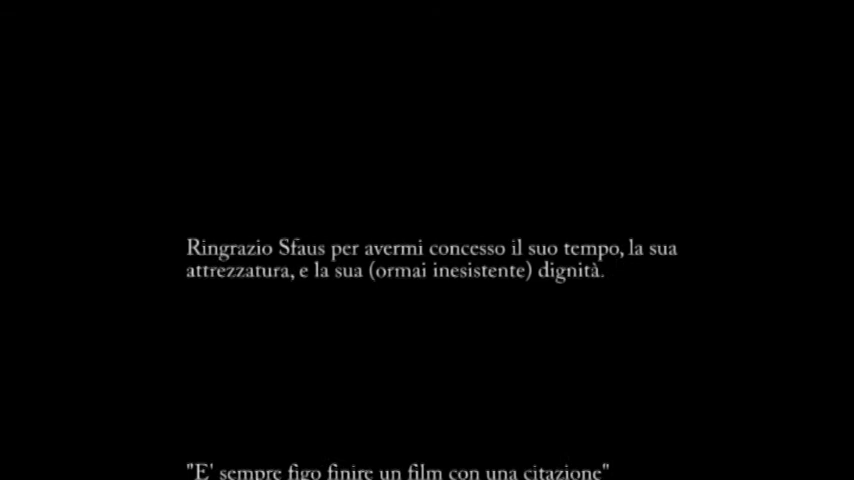 Ringrazio Sfaus per avermi concesso il suo tempo, la sua
attrezzatura, e la sua (ormai inesistente) dignità.
"E' sempre figo finire un film con una citazione"